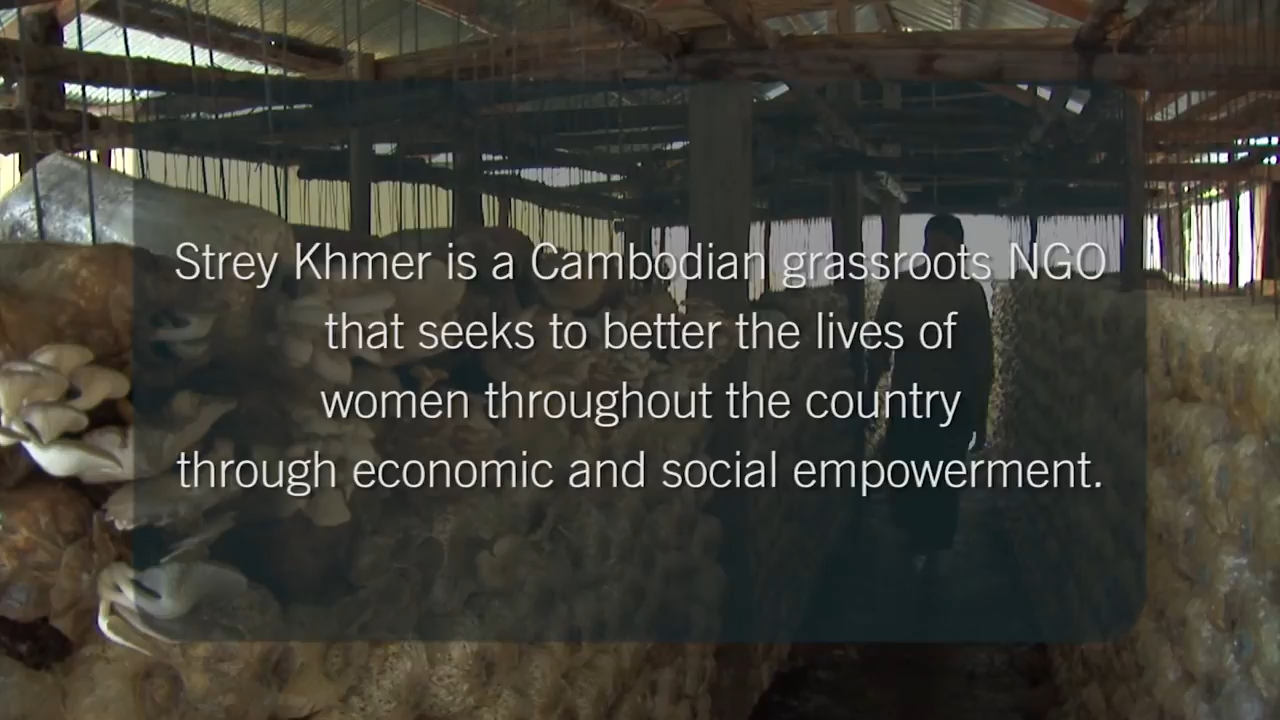 Strey Khmer is a Cambodian grassroots NGO
that seeks to better the lives of
women throughout the country
through economic and social empowerment.